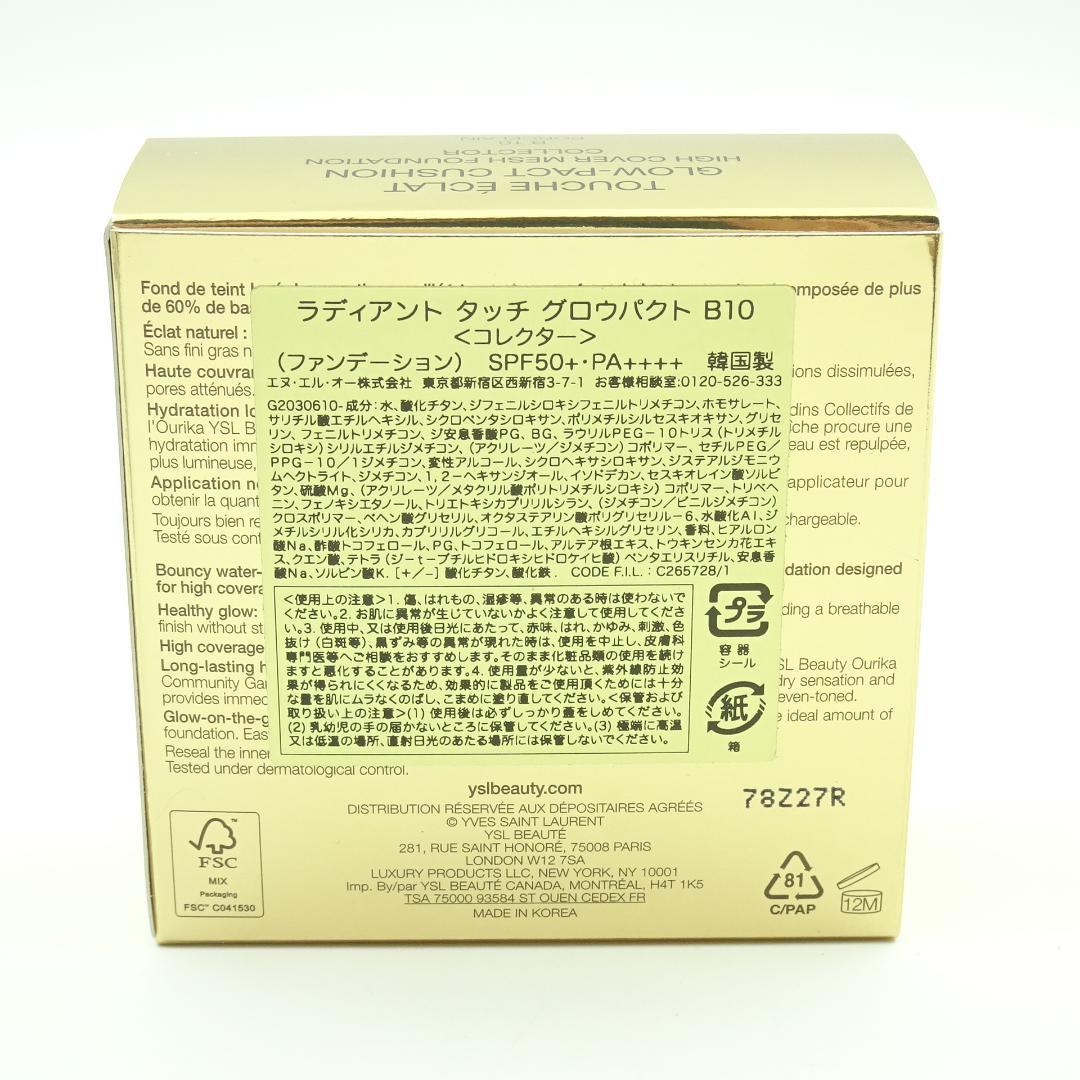 B 10
COLLECTOR
HIGH COVER MESH FOUNDATION
GLOW-PACT CUSHION
TOUCHE ÉCLAT
Fond de teint
composée de plus
de 60% de
Éclat naturel :
Sans fini gras
Haute
dissimulées,
pores atténués.
Hydratation
Collectifs de
l'Ourika YSL
procure une
hydratation
eau est repulpée,
plus lumineuse,
Application
applicateur pour
obtenir la
Toujours bien
Testé sous
Bouncy
designed
for high
Healthy glow:
a breathable
finish without
High coverage
Long-lasting
YSL Beauty Ourika
Community
dry sensation and
provides
even-toned.
ideal amount of
foundation.
Reseal the inner
Tested under dermatological control.
ラディアント タッチ グロウパクト B10
<コレクター>
(ファンデーション) SPF50+・PA++++ 韓国製
エヌ・エル・オー株式会社 東京都新宿区西新宿3-7-1 お客様相談室:0120-526-333
G2030610-成分:水、酸化チタン、ジフェニルシロキシフェニルトリメチコン、ホモサレート、
サリチル酸エチルヘキシル、シクロペンタシロキサン、ポリメチルシルセスキオキサン、グリセ
リン、フェニルトリメチコン、ジ安息香酸PG、BG、ラウリルPEG-10トリス(トリメチル
シロキシ)シリルエチルジメチコン、(アクリレーツ/ジメチコン)コポリマー、セチルPEG/
PPG-10/1ジメチコン、変性アルコール、シクロヘキサシロキサン、ジステアルジモニウ
ムヘクトライト、ジメチコン、1,2-ヘキサンジオール、イソドデカン、セスキオレイン酸ソルビ
タン、硫酸Mg、(アクリレーツ/メタクリル酸ポリトリメチルシロキシ)コポリマー、トリベヘ
ニン、フェノキシエタノール、トリエトキシカプリリルシラン、(ジメチコン/ビニルジメチコン)
クロスポリマー、ベヘン酸グリセリル、オクタステアリン酸ポリグリセリル-6、水酸化Al、ジ
メチルシリル化シリカ、カプリリルグリコール、エチルヘキシルグリセリン、香料、ヒアルロン
酸Na、酢酸トコフェロール、PG、トコフェロール、アルテア根エキス、トウキンセンカ花エキ
ス、クエン酸、テトラ(ジ-t-ブチルヒドロキシヒドロケイヒ酸)ペンタエリスリチル、安息香
酸Na、ソルビン酸K. [+/-] 酸化チタン、酸化鉄. CODE F.I.L. : C265728/1
<使用上の注意>1. 傷、はれもの、湿疹等、異常のある時は使わないで
ください。2. お肌に異常が生じていないかよく注意して使用してくださ
い。3. 使用中、又は使用後日光にあたって、赤味、はれ、かゆみ、刺激、色
抜け(白斑等)、黒ずみ等の異常が現れた時は、使用を中止し、皮膚科
専門医等へご相談をおすすめします。そのまま化粧品類の使用を続け
ますと悪化することがあります。4. 使用量が少ないと、紫外線防止効
果が得られにくくなるため、効果的に製品をご使用頂くためには十分
な量を肌にムラなくのばし、こまめに塗り直してください。<保管および
取り扱い上の注意>(1) 使用後は必ずしっかり蓋をしめてください。
(2) 乳幼児の手の届かないところに保管してください。(3) 極端に高温
又は低温の場所、直射日光のあたる場所には保管しないでください。
プラ
容器
シール
紙
箱
yslbeauty.com
DISTRIBUTION RÉSERVÉE AUX DÉPOSITAIRES AGRÉÉS
© YVES SAINT LAURENT
YSL BEAUTÉ
281, RUE SAINT HONORÉ, 75008 PARIS
LONDON W12 7SA
LUXURY PRODUCTS LLC, NEW YORK, NY 10001
Imp. By/par YSL BEAUTÉ CANADA, MONTRÉAL, H4T 1K5
TSA 75000 93584 ST OUEN CEDEX FR
MADE IN KOREA
78Z27R
FSC
MIX
Packaging
FSC™ C041530
81
C/PAP
12M